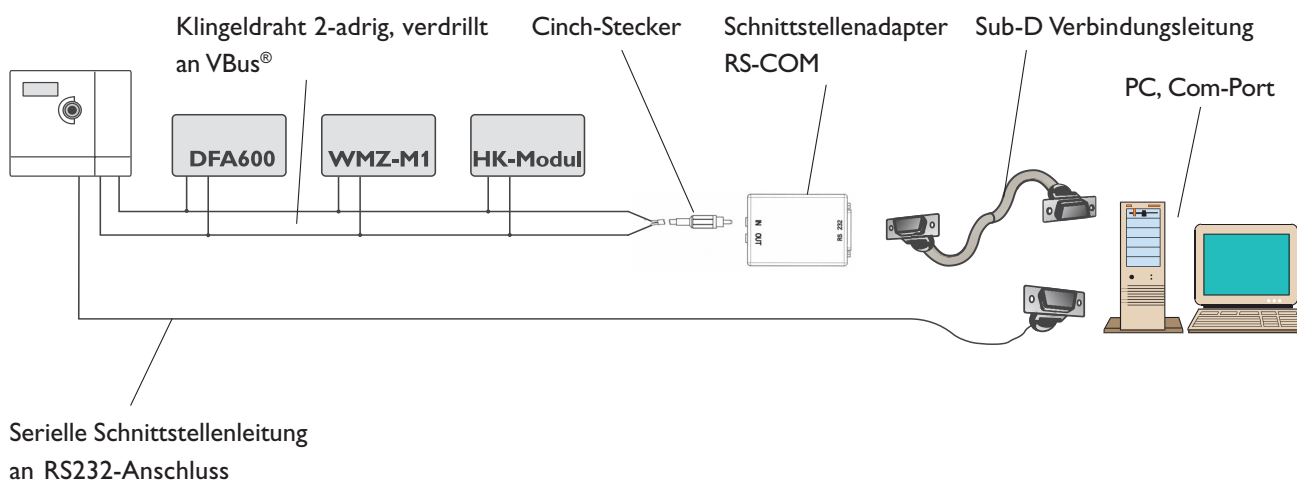 Klingeldraht 2-adrig, verdrillt
an VBus®
Cinch-Stecker
Schnittstellenadapter
RS-COM
Sub-D Verbindungsleitung
PC, Com-Port
DFA600
WMZ-M1
HK-Modul
IN
OUT
RS 232
Serielle Schnittstellenleitung
an RS232-Anschluss